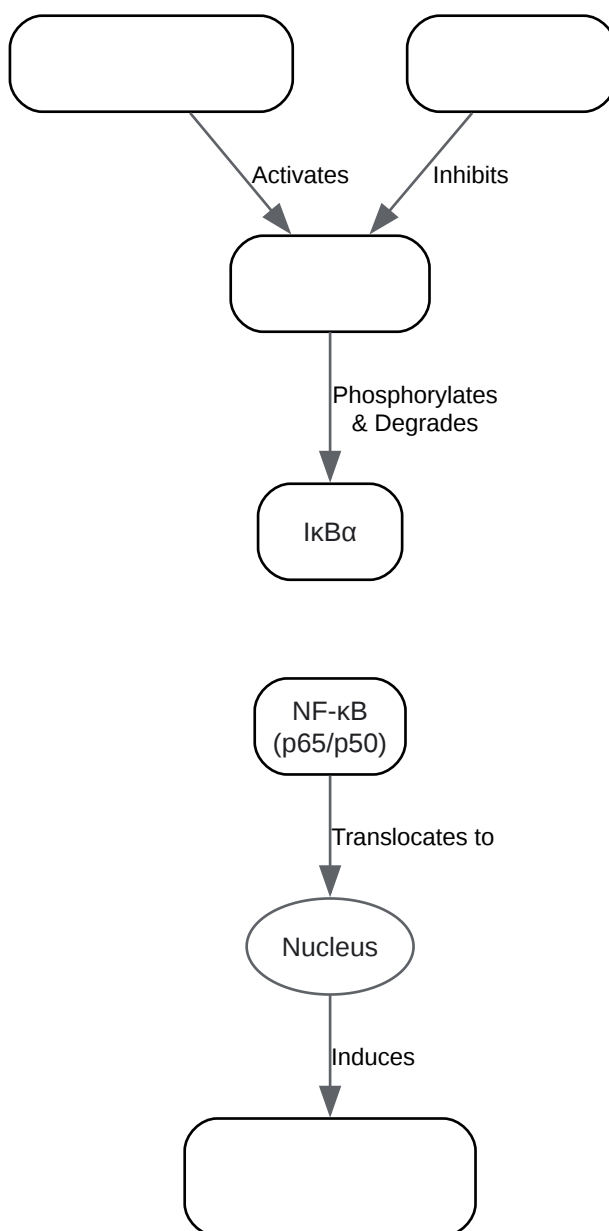 Activates
Inhibits
Phosphorylates
& Degrades
IκBα
NF-κB
(p65/p50)
Translocates to
Nucleus
Induces